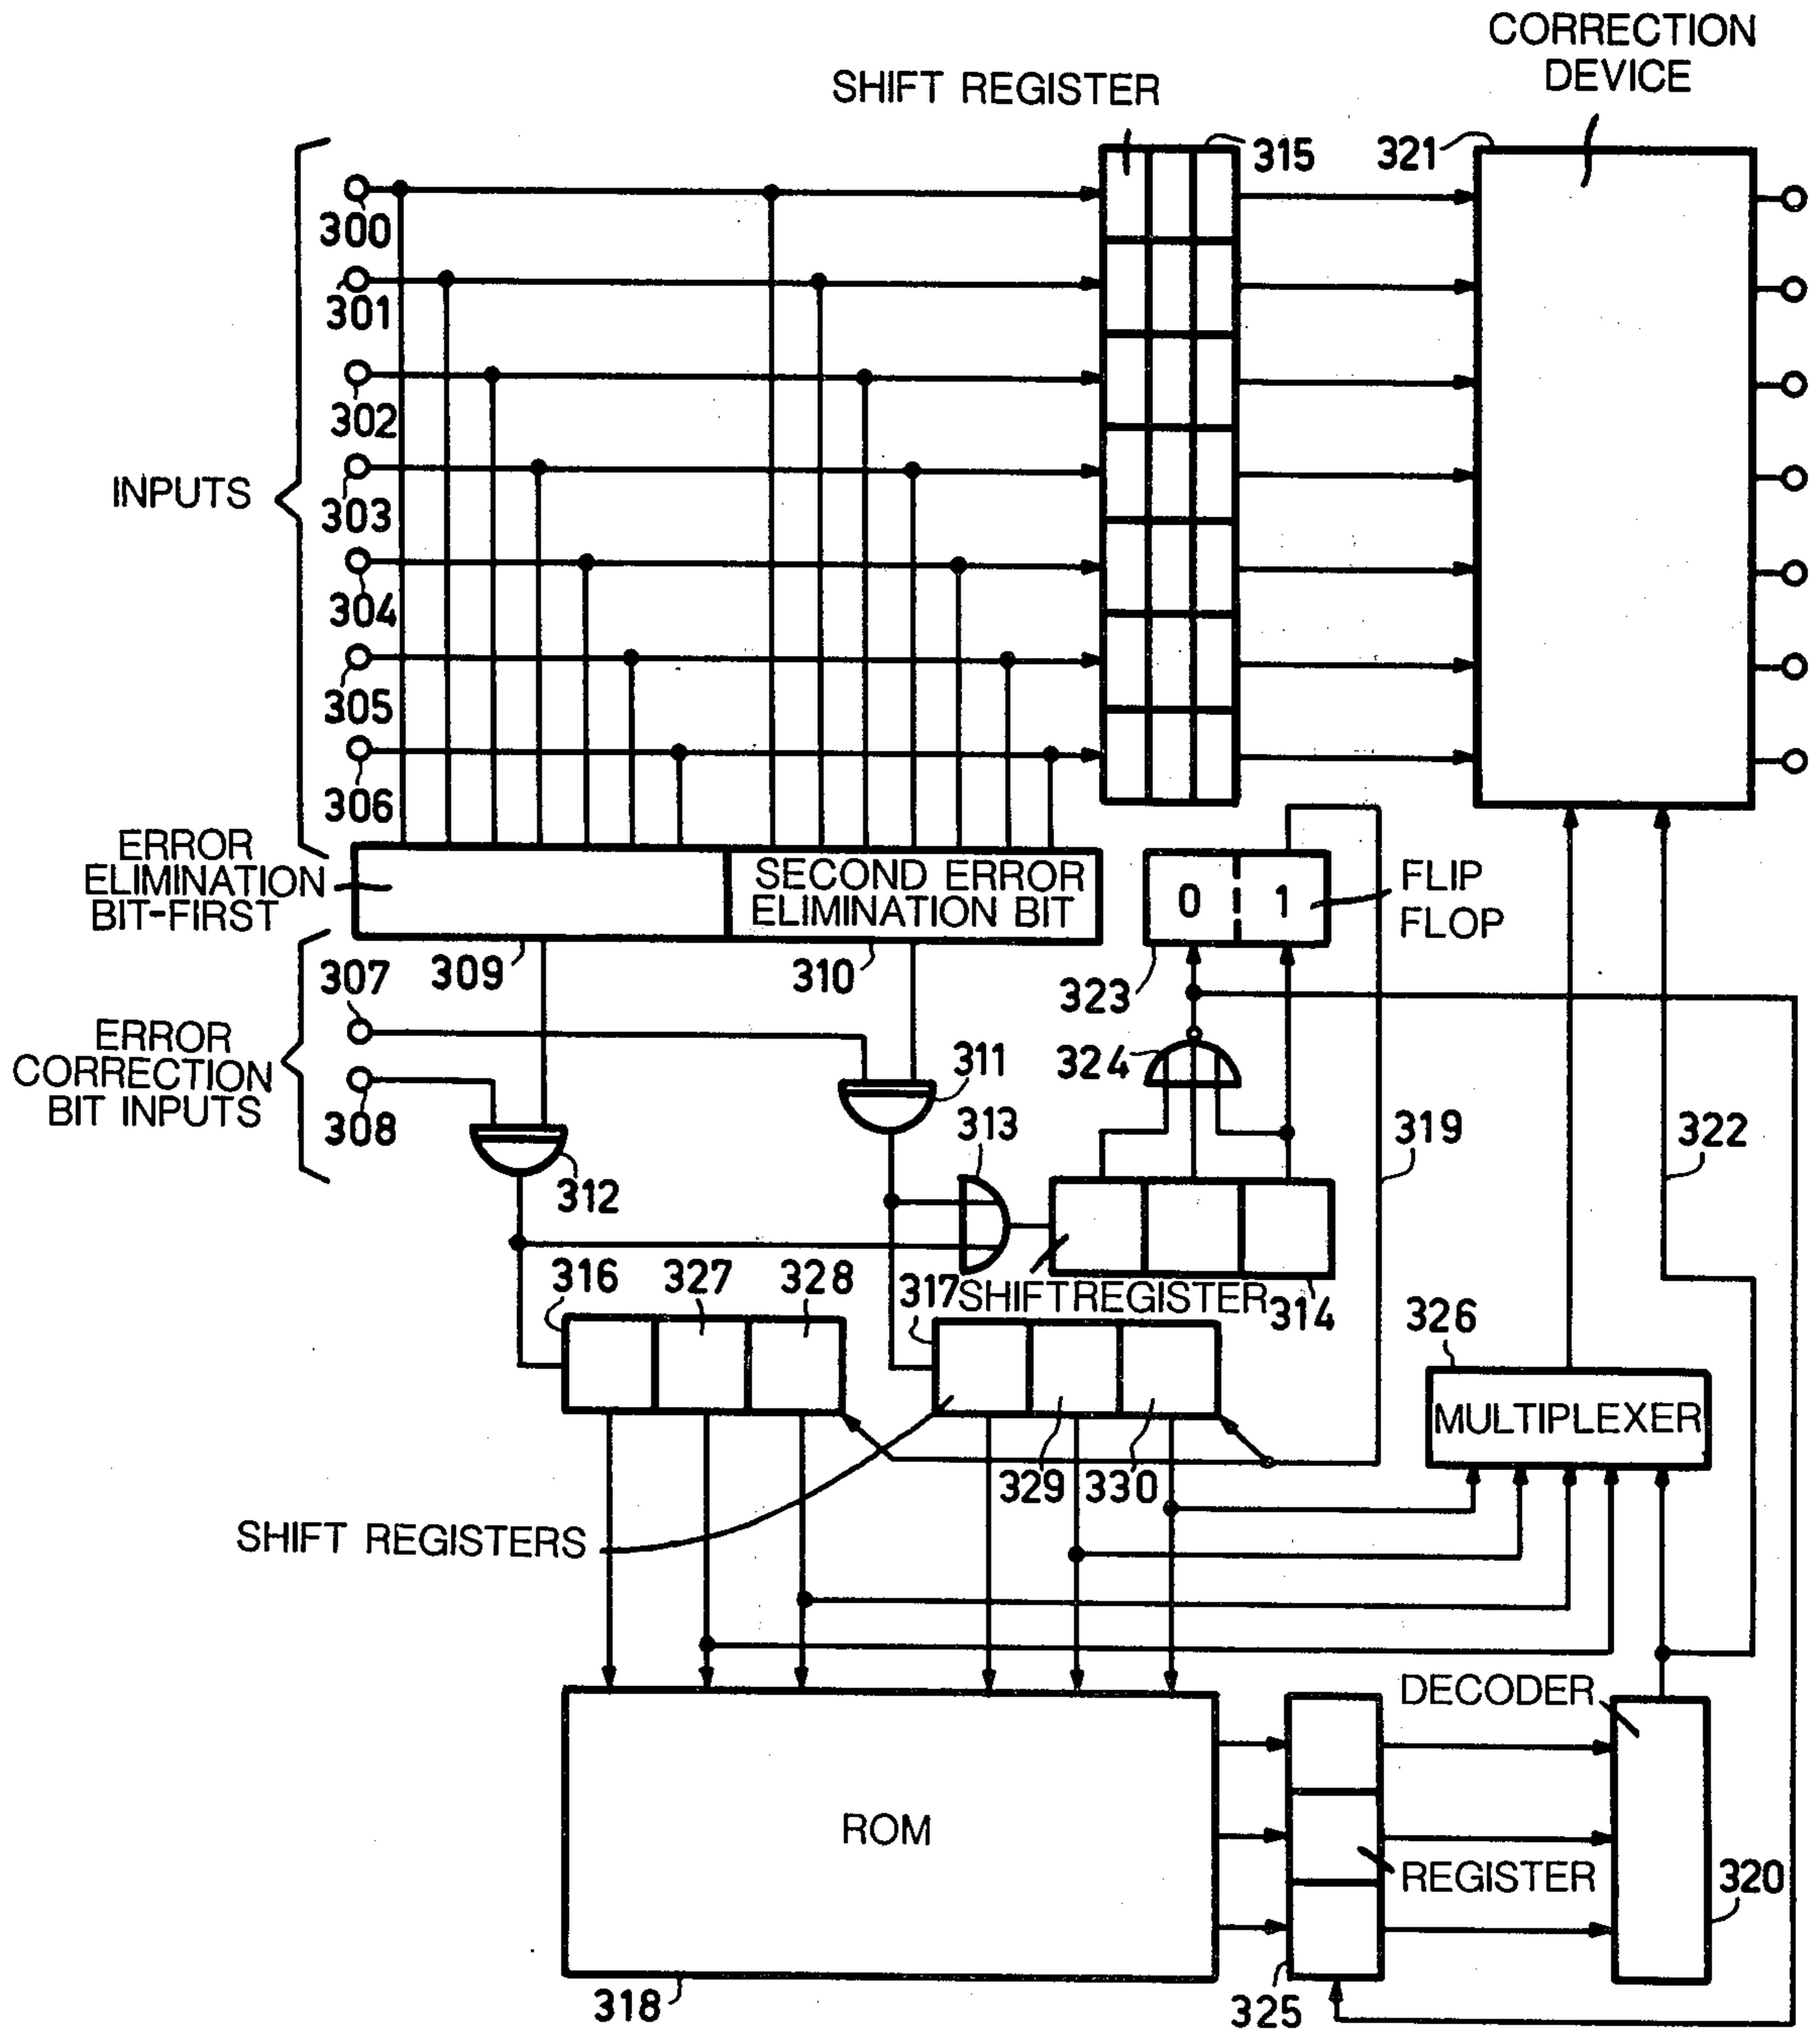 CORRECTION
DEVICE
SHIFT REGISTER
315
321
300
301
302
INPUTS
303
304
305
306
ERROR
ELIMINATION
BIT-FIRST
SECOND ERROR
ELIMINATION BIT
0 1
FLIP
FLOP
309
310
323
307
ERROR
CORRECTION
BIT INPUTS
308
311
324
313
319
322
312
316
327
328
317
SHIFTREGISTER
314
326
MULTIPLEXER
329
330
SHIFT REGISTERS
DECODER
ROM
REGISTER
320
318
325